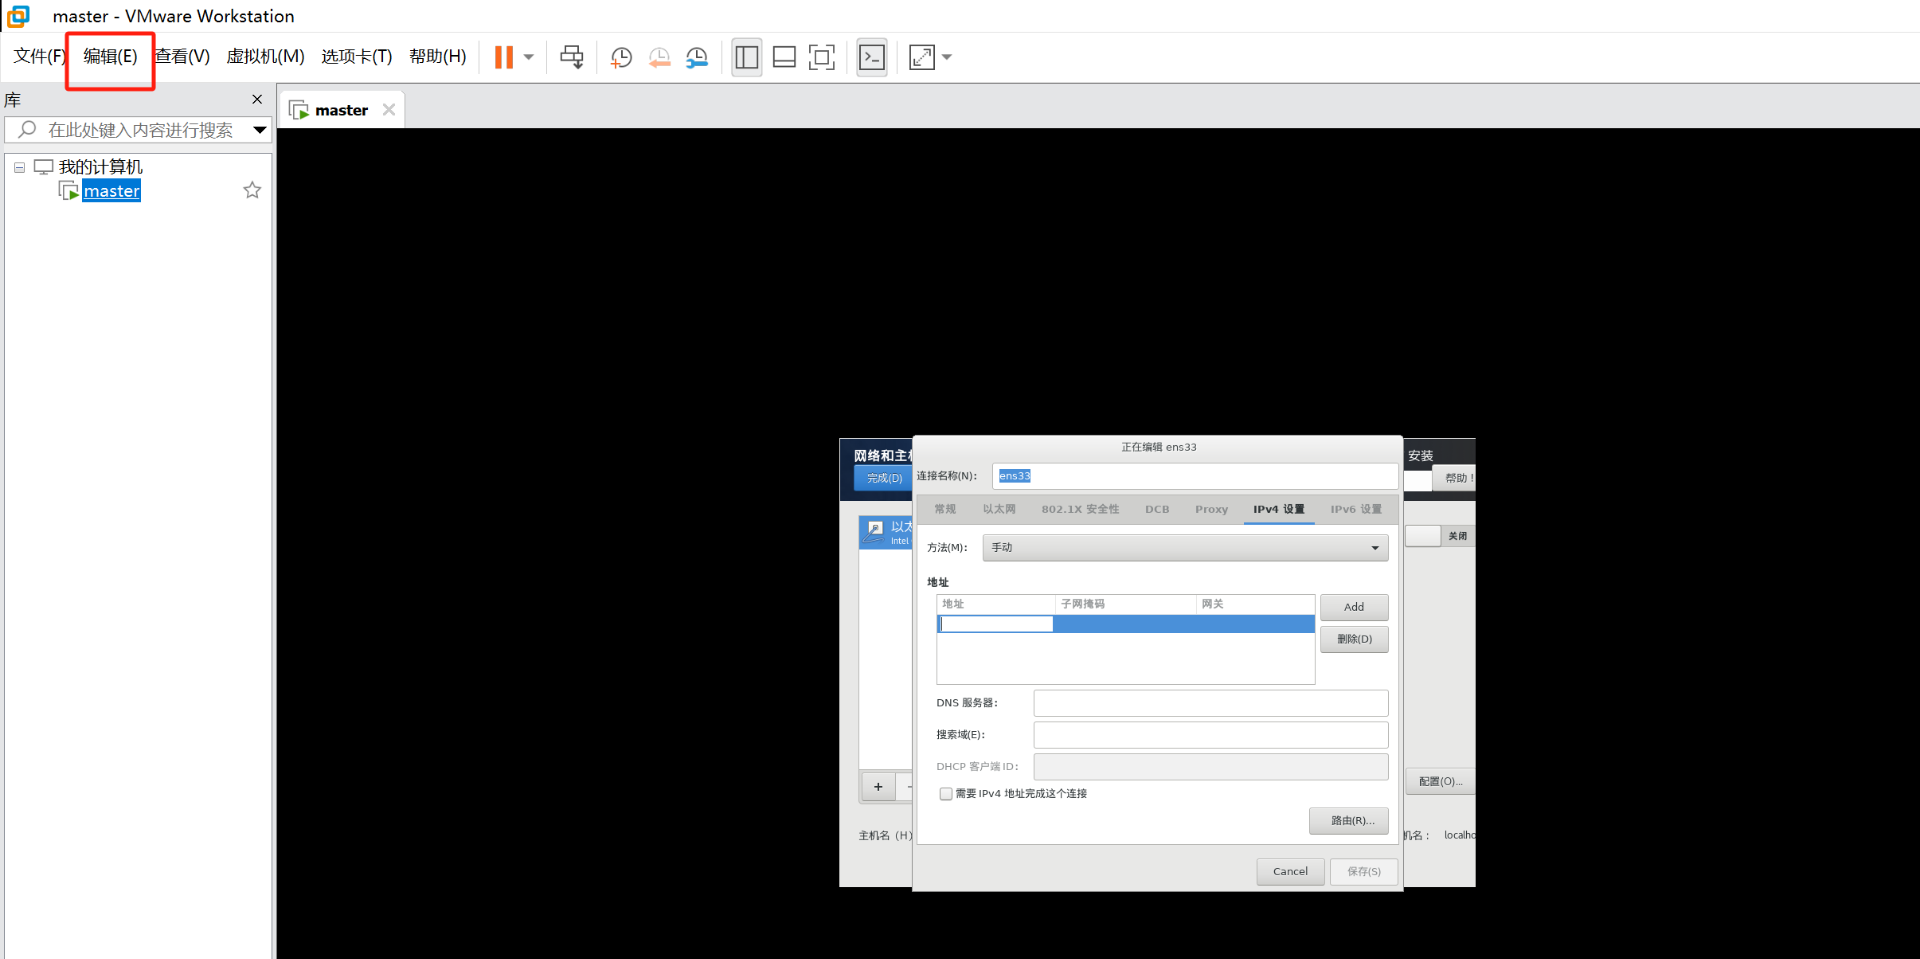 master - VMware Workstation
文件(F) 编辑(E) 查看(V) 虚拟机(M) 选项卡(T) 帮助(H)
库
master
在此处键入内容进行搜索
我的计算机
master
正在编辑 ens33
网络和主机
安装
完成(D)
连接名称(N):
ens33
帮助！
常规 以太网 802.1X 安全性 DCB Proxy IPv4 设置 IPv6 设置
以太
Intel
关闭
方法(M):
手动
地址
地址 子网掩码 网关
Add
删除(D)
DNS 服务器:
搜索域(E):
DHCP 客户端 ID:
配置(O)...
需要 IPv4 地址完成这个连接
路由(R)...
主机名 (H)
机名：
localho
Cancel
保存(S)